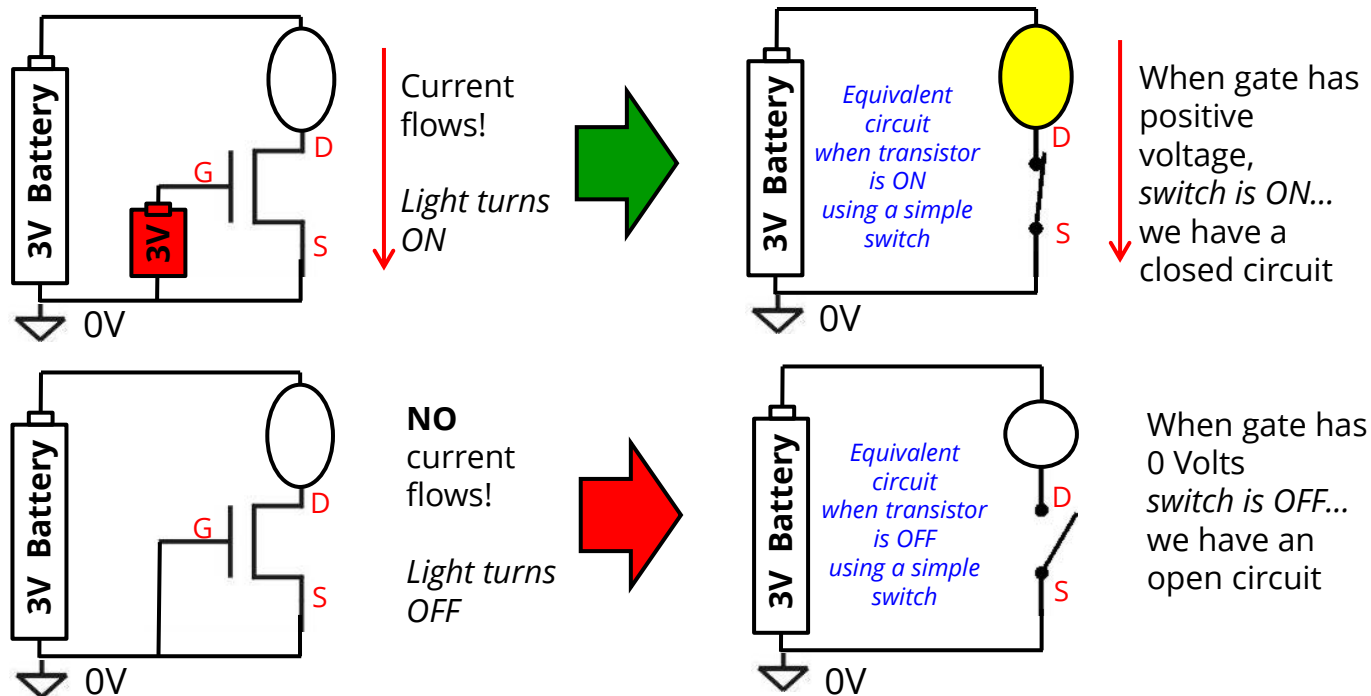 3V Battery
G
3V
D
S
0V
Current
flows!
Light turns
ON
3V Battery
Equivalent
circuit
when transistor
is ON
using a simple
switch
D
S
0V
When gate has
positive
voltage,
switch is ON...
we have a
closed circuit
3V Battery
G
D
S
0V
NO
current
flows!
Light turns
OFF
3V Battery
Equivalent
circuit
when transistor
is OFF
using a simple
switch
D
S
0V
When gate has
0 Volts
switch is OFF...
we have an
open circuit